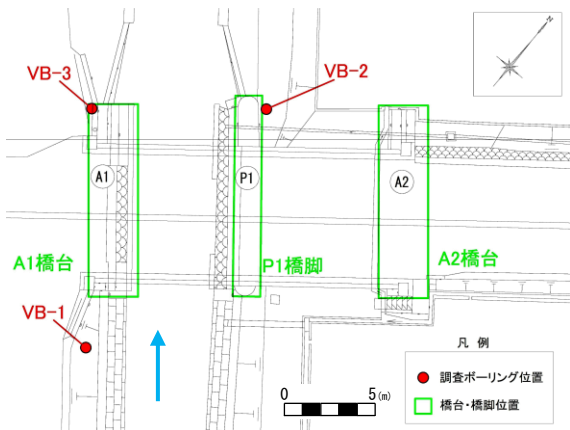 N
VB-3
VB-2
A1
P1
A2
A1橋台
P1橋脚
A2橋台
VB-1
凡 例
調査ボーリング位置
橋台・橋脚位置
0 5(m)